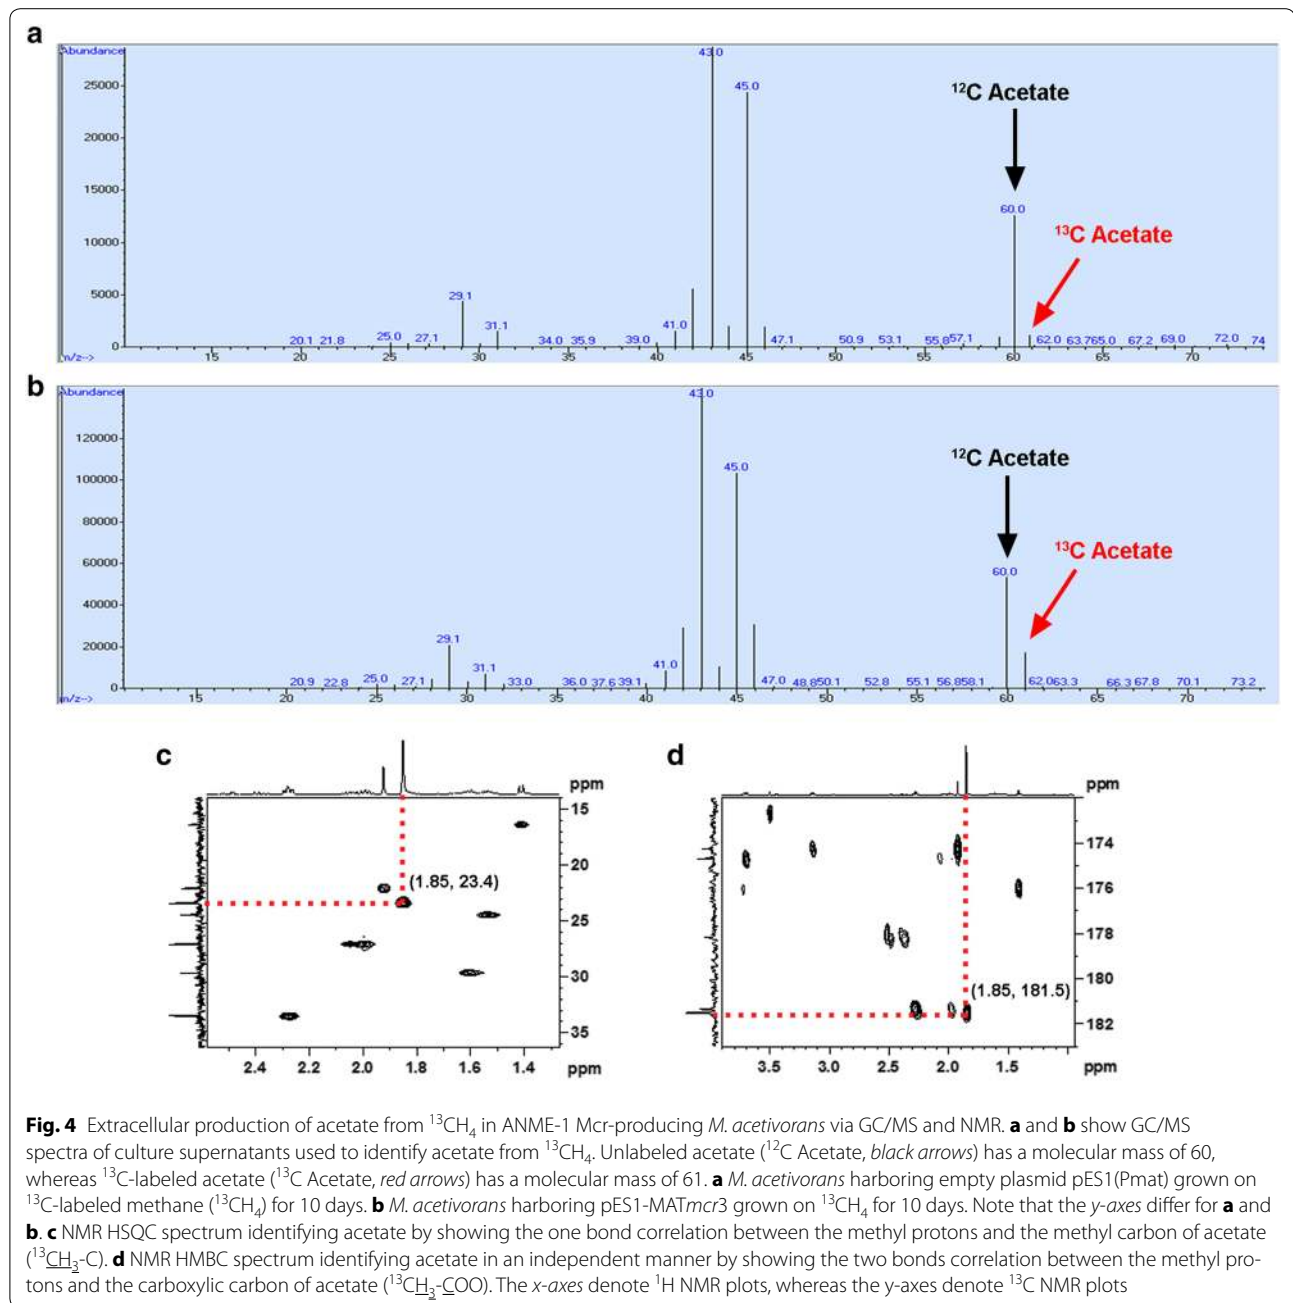 a
Abundance
43.0
45.0
¹²C Acetate
60.0
¹³C Acetate
25000
20000
15000
10000
5000
0
29.1
31.1
41.0
20.1 21.8 25.0 27.1 34.0 35.9 39.0 47.1 50.9 53.1 55.8 57.1 62.0 63.7 65.0 67.2 69.0 72.0 74
m/z-->
15 20 25 30 35 40 45 50 55 60 65 70
b
Abundance
43.0
45.0
¹²C Acetate
60.0
¹³C Acetate
120000
100000
80000
60000
40000
20000
0
29.1
31.1
41.0
20.9 22.8 25.0 27.1 33.0 36.0 37.6 39.1 47.0 48.8 50.1 52.8 55.1 56.8 58.1 62.0 63.3 66.3 67.8 70.1 73.2
m/z-->
15 20 25 30 35 40 45 50 55 60 65 70
c
ppm
15
20
(1.85, 23.4)
25
30
35
2.4 2.2 2.0 1.8 1.6 1.4 ppm
d
ppm
174
176
178
180
(1.85, 181.5)
182
3.5 3.0 2.5 2.0 1.5 ppm
Fig. 4 Extracellular production of acetate from ¹³CH₄ in ANME-1 Mcr-producing M. acetivorans via GC/MS and NMR. a and b show GC/MS
spectra of culture supernatants used to identify acetate from ¹³CH₄. Unlabeled acetate (¹²C Acetate, black arrows) has a molecular mass of 60,
whereas ¹³C-labeled acetate (¹³C Acetate, red arrows) has a molecular mass of 61. a M. acetivorans harboring empty plasmid pES1(Pmat) grown on
¹³C-labeled methane (¹³CH₄) for 10 days. b M. acetivorans harboring pES1-MATmcr3 grown on ¹³CH₄ for 10 days. Note that the y-axes differ for a and
b. c NMR HSQC spectrum identifying acetate by showing the one bond correlation between the methyl protons and the methyl carbon of acetate
(¹³CH₃-C). d NMR HMBC spectrum identifying acetate in an independent manner by showing the two bonds correlation between the methyl pro-
tons and the carboxylic carbon of acetate (¹³CH₃-COO). The x-axes denote ¹H NMR plots, whereas the y-axes denote ¹³C NMR plots